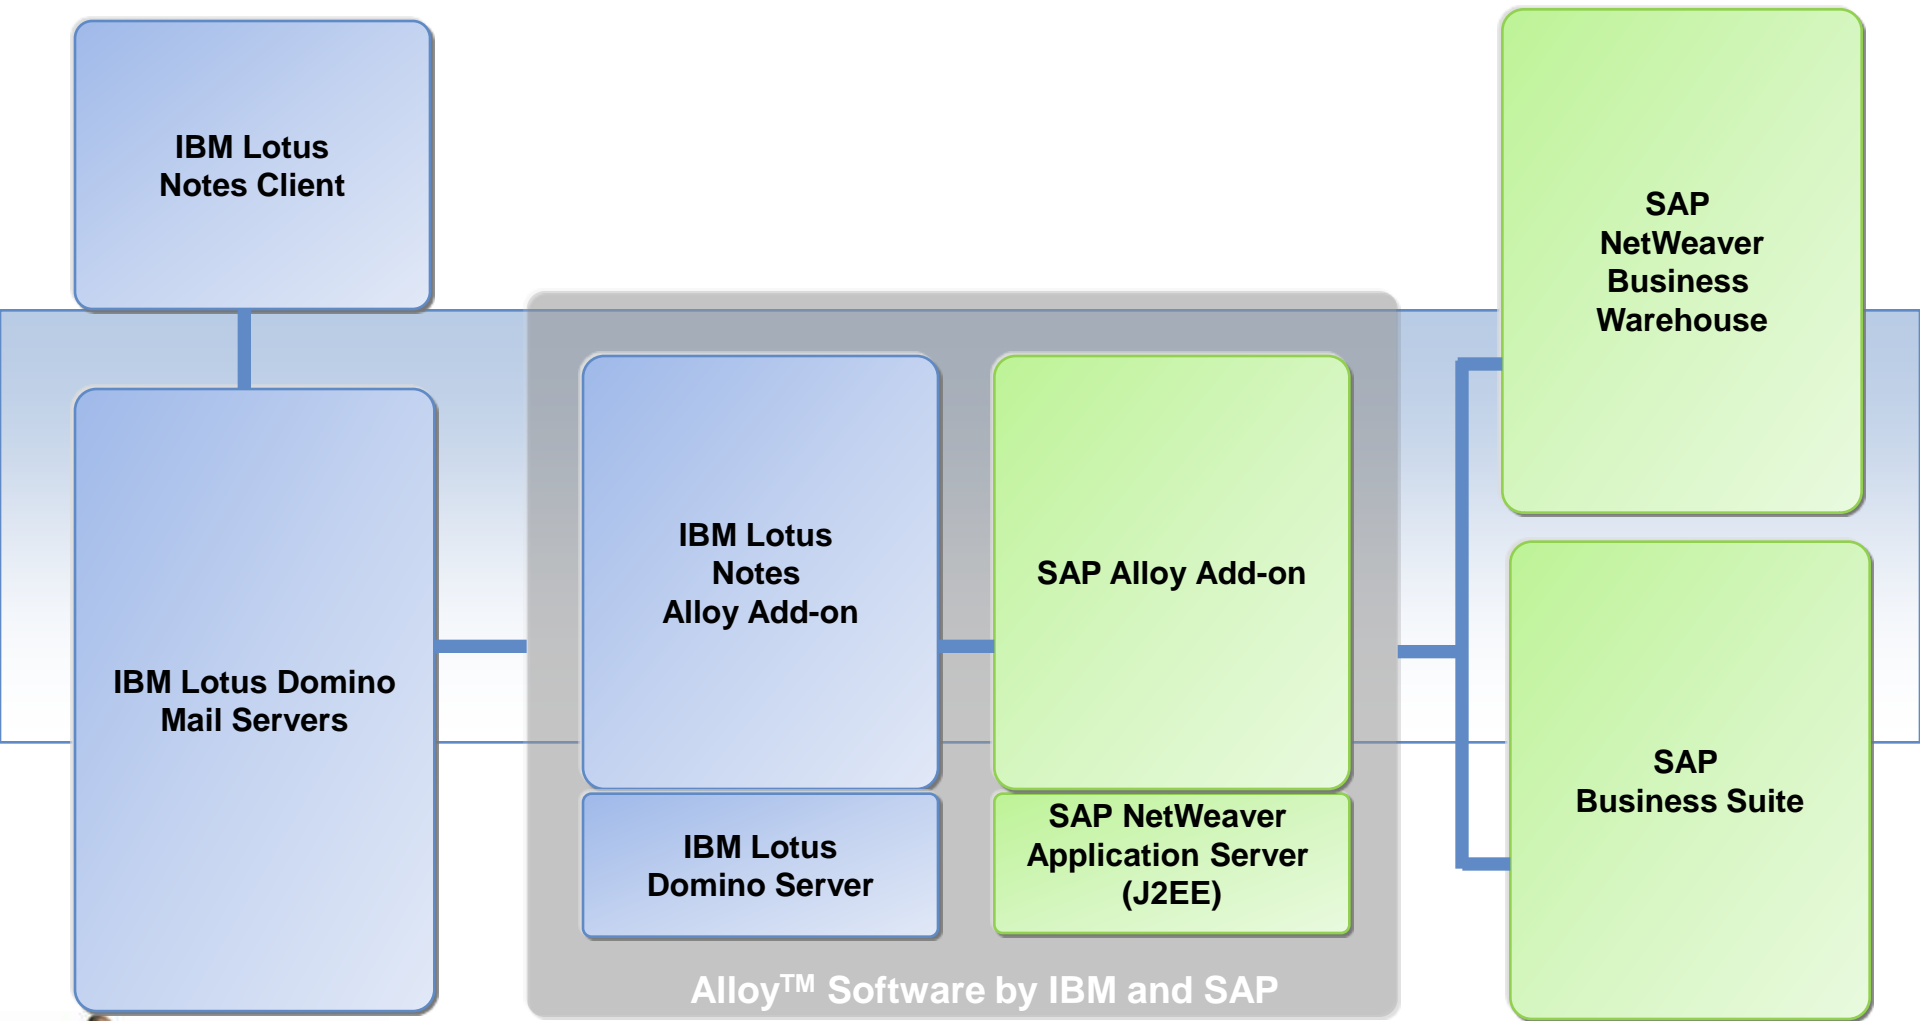 IBM Lotus
Notes Client
IBM Lotus Domino
Mail Servers
IBM Lotus
Notes
Alloy Add-on
IBM Lotus
Domino Server
SAP Alloy Add-on
SAP NetWeaver
Application Server
(J2EE)
Alloy™ Software by IBM and SAP
SAP
NetWeaver
Business
Warehouse
SAP
Business Suite